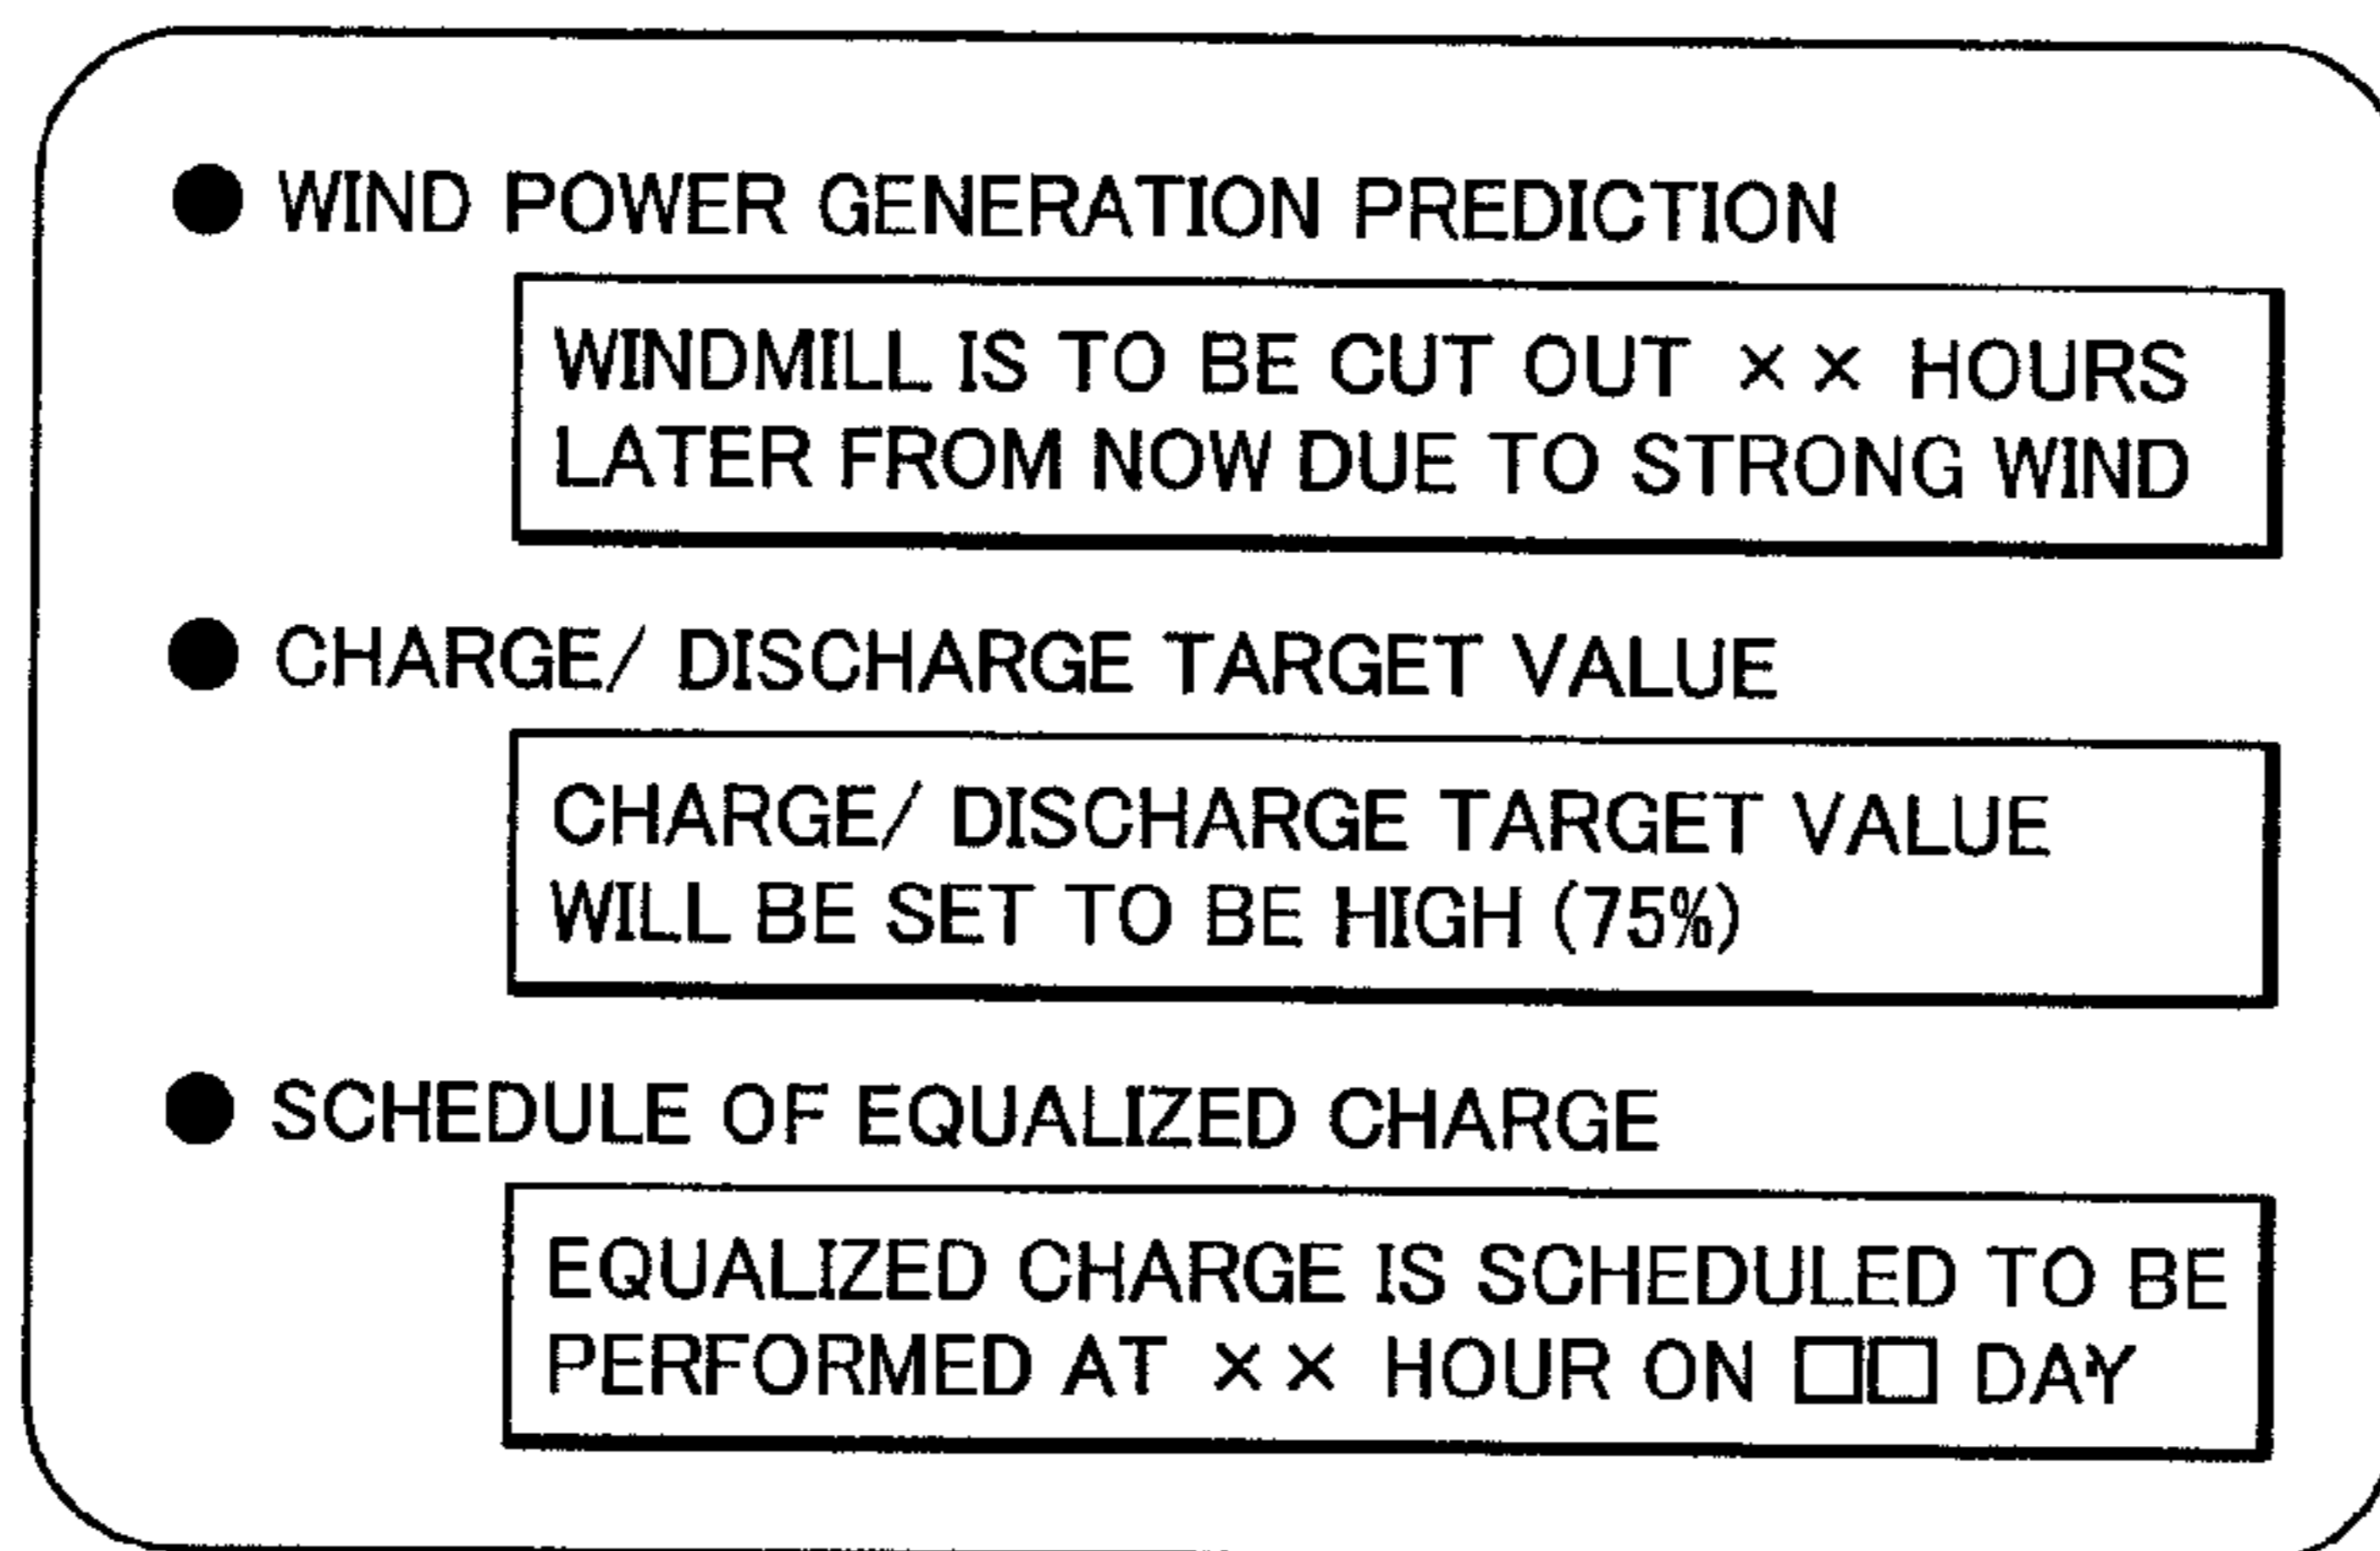 ● WIND POWER GENERATION PREDICTION
WINDMILL IS TO BE CUT OUT ×× HOURS
LATER FROM NOW DUE TO STRONG WIND
● CHARGE/ DISCHARGE TARGET VALUE
CHARGE/ DISCHARGE TARGET VALUE
WILL BE SET TO BE HIGH (75%)
● SCHEDULE OF EQUALIZED CHARGE
EQUALIZED CHARGE IS SCHEDULED TO BE
PERFORMED AT ×× HOUR ON □□ DAY